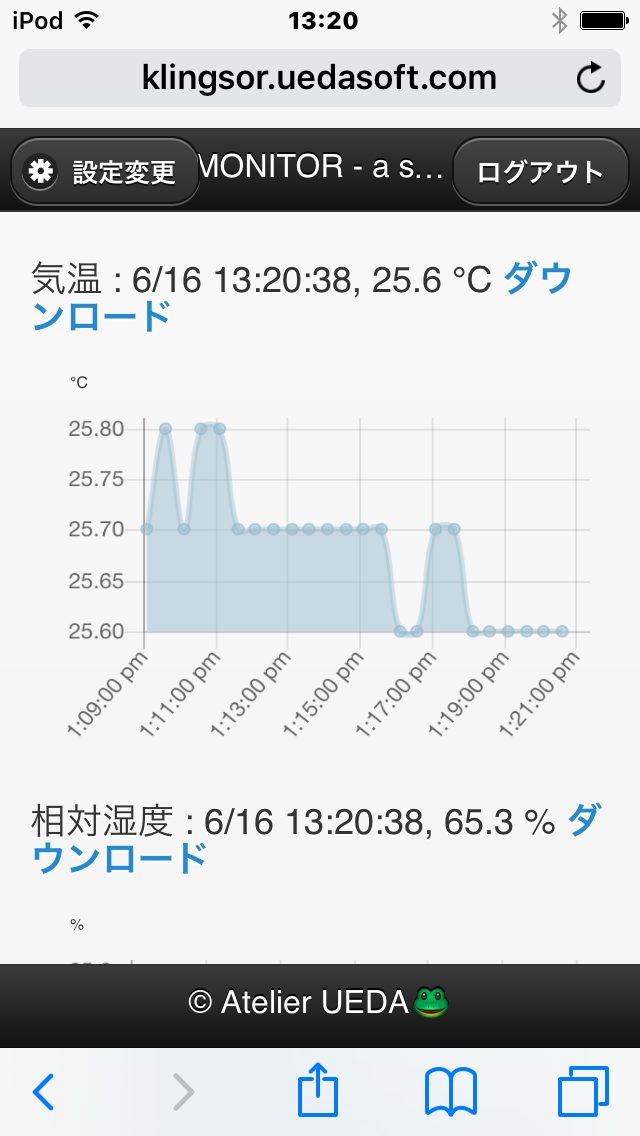 iPod 13:20
klingsor.uedasoft.com
設定変更 MONITOR - a s... ログアウト
気温 : 6/16 13:20:38, 25.6 °C ダウ
ンロード
°C
25.80
25.75
25.70
25.65
25.60
1:09:00 pm 1:11:00 pm 1:13:00 pm 1:15:00 pm 1:17:00 pm 1:19:00 pm 1:21:00 pm
相対湿度 : 6/16 13:20:38, 65.3 % ダ
ウンロード
%
© Atelier UEDA🐸